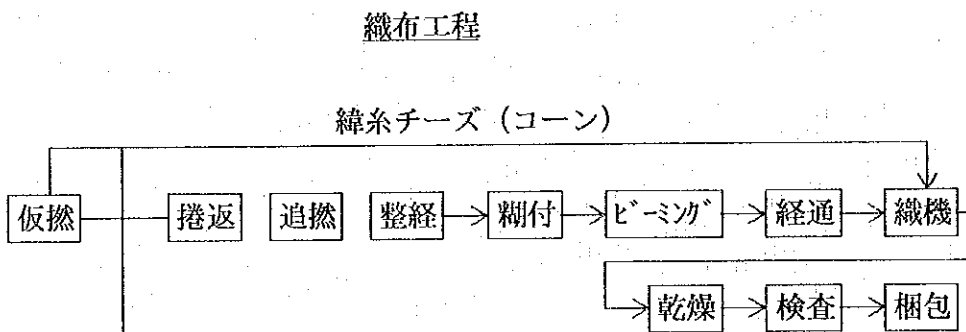 織布工程
緯糸チーズ（コーン）
仮撚 捲返 追撚 整経 糊付 ビーミング 経通 織機
乾燥 検査 梱包